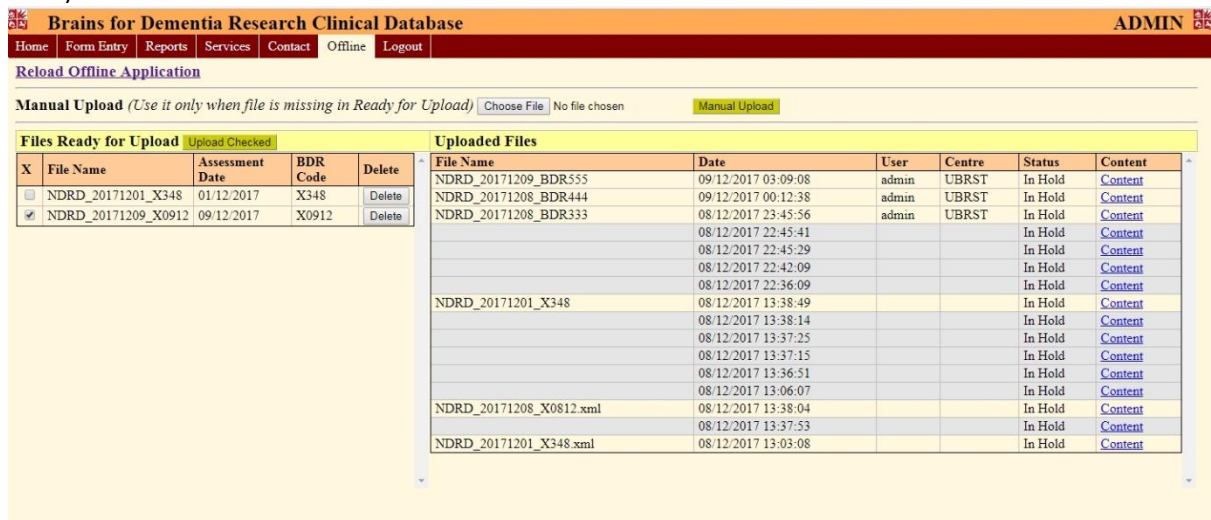 Brains for Dementia Research Clinical Database ADMIN
Home Form Entry Reports Services Contact Offline Logout
Reload Offline Application
Manual Upload (Use it only when file is missing in Ready for Upload) Choose File No file chosen Manual Upload
Files Ready for Upload Upload Checked
X File Name Assessment Date BDR Code Delete
NDRD_20171201_X348 01/12/2017 X348 Delete
NDRD_20171209_X0912 09/12/2017 X0912 Delete
Uploaded Files
File Name Date User Centre Status Content
NDRD_20171209_BDR555 09/12/2017 03:09:08 admin UBRST In Hold Content
NDRD_20171208_BDR444 09/12/2017 00:12:38 admin UBRST In Hold Content
NDRD_20171208_BDR333 08/12/2017 23:45:56 admin UBRST In Hold Content
08/12/2017 22:45:41 In Hold Content
08/12/2017 22:45:29 In Hold Content
08/12/2017 22:42:09 In Hold Content
08/12/2017 22:36:09 In Hold Content
NDRD_20171201_X348 08/12/2017 13:38:49 In Hold Content
08/12/2017 13:38:14 In Hold Content
08/12/2017 13:37:25 In Hold Content
08/12/2017 13:37:15 In Hold Content
08/12/2017 13:36:51 In Hold Content
08/12/2017 13:06:07 In Hold Content
NDRD_20171208_X0812.xml 08/12/2017 13:38:04 In Hold Content
08/12/2017 13:37:53 In Hold Content
NDRD_20171201_X348.xml 08/12/2017 13:03:08 In Hold Content